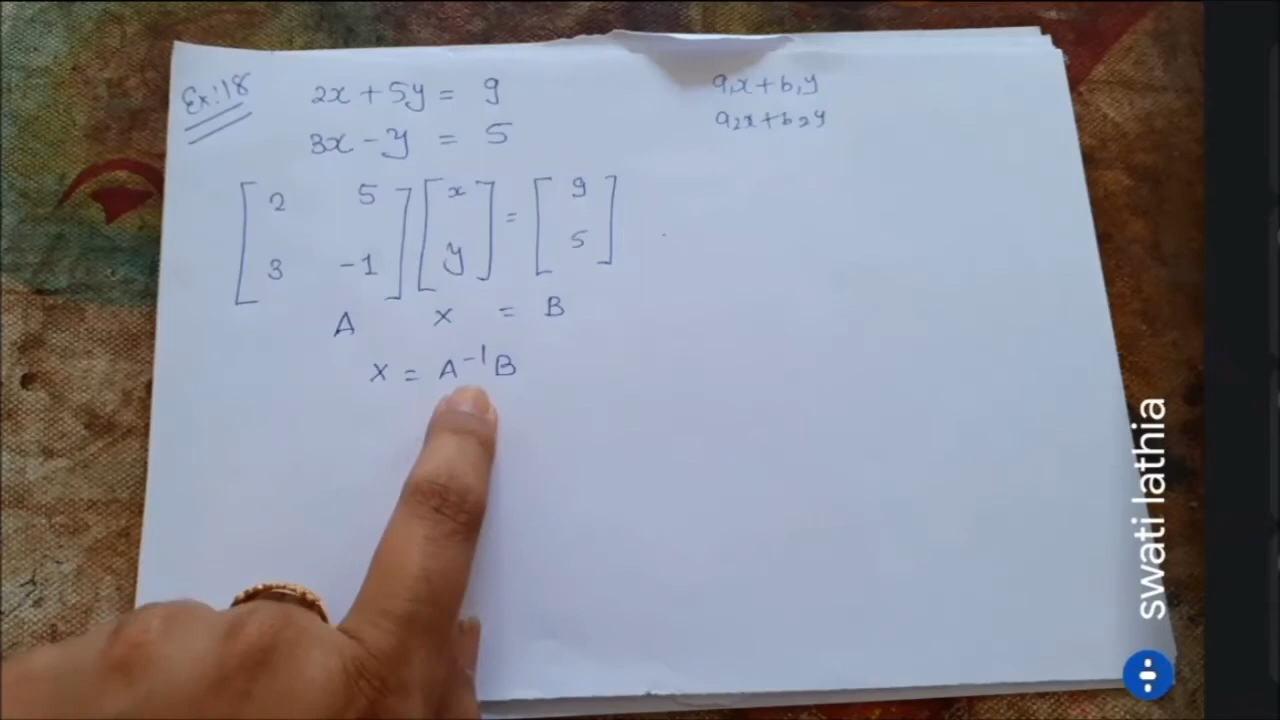 Ex:18
2x + 5y = 9
3x - y = 5
a₁x + b₁y
a₂x + b₂y
[ 2 5 ] [ x ] = [ 9 ]
[ 3 -1 ] [ y ] [ 5 ]
A x = B
x = A⁻¹B
swati lathia